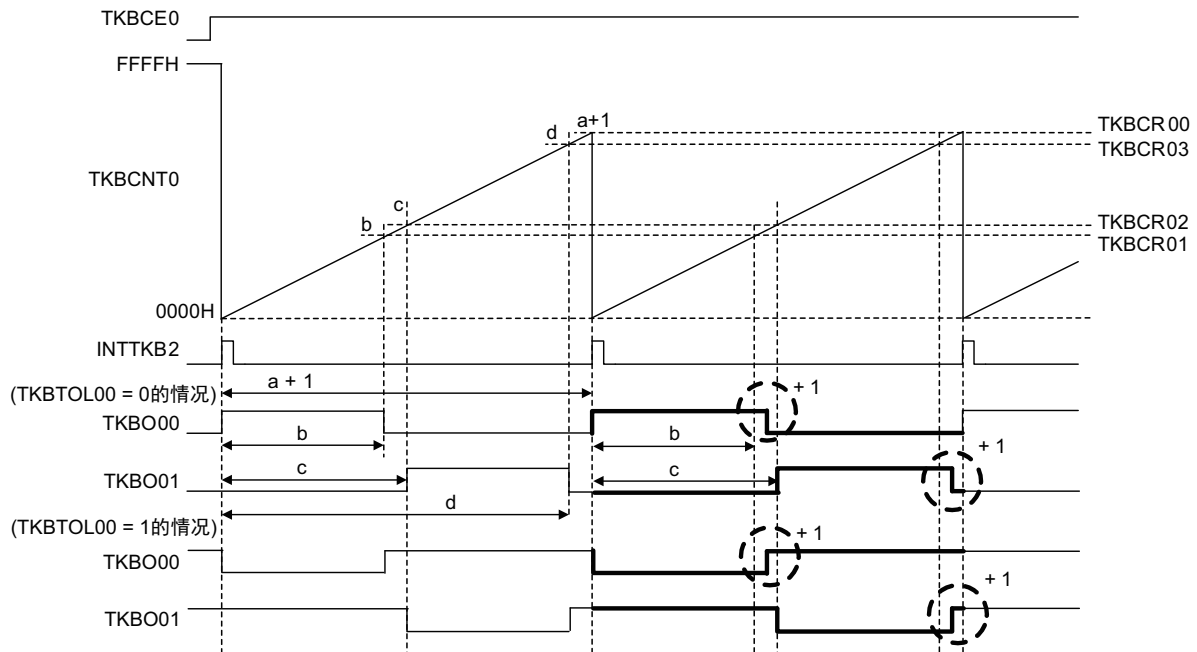 TKBCE0
FFFFH
a+1
d
TKBCR00
TKBCR03
TKBCNT0
c
b
TKBCR02
TKBCR01
0000H
INTTKB2
a + 1
(TKBTOL00 = 0的情况)
+ 1
TKBO00
b
b
+ 1
TKBO01
c
c
d
(TKBTOL00 = 1的情况)
+ 1
TKBO00
+ 1
TKBO01